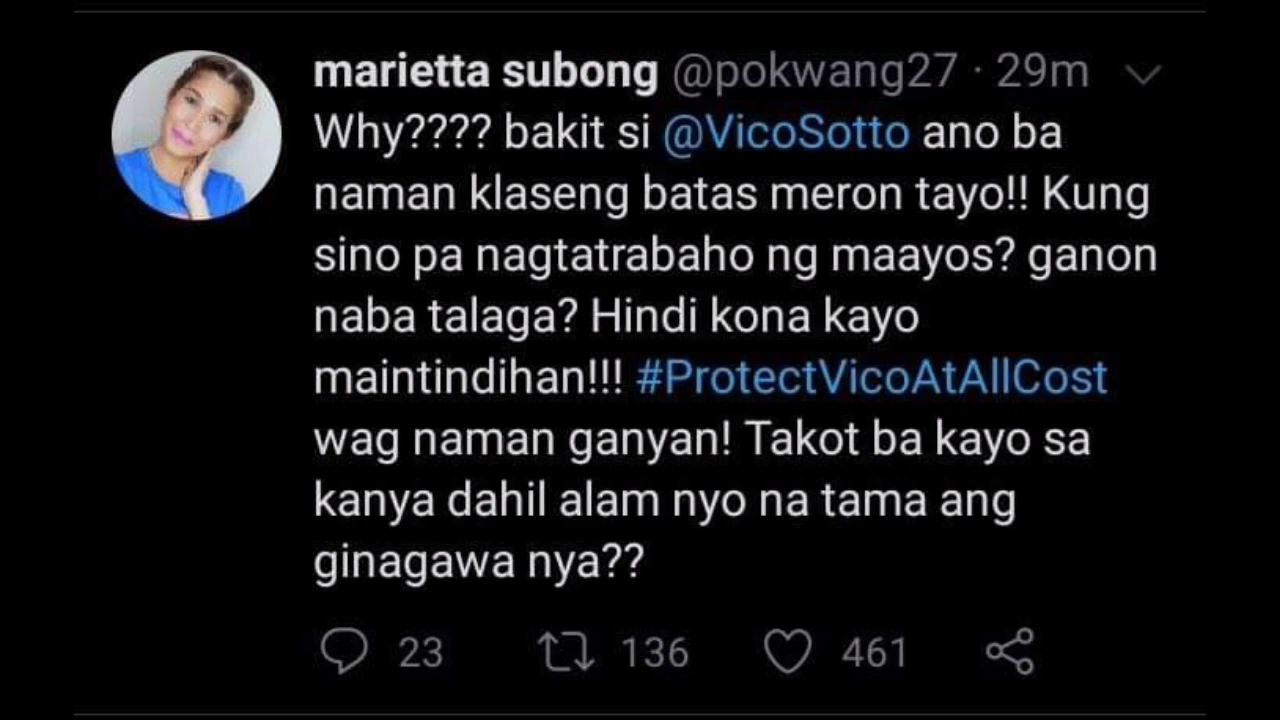 marietta subong @pokwang27 · 29m
Why???? bakit si @VicoSotto ano ba
naman klaseng batas meron tayo!! Kung
sino pa nagtatrabaho ng maayos? ganon
naba talaga? Hindi kona kayo
maintindihan!!! #ProtectVicoAtAllCost
wag naman ganyan! Takot ba kayo sa
kanya dahil alam nyo na tama ang
ginagawa nya??
23 136 461